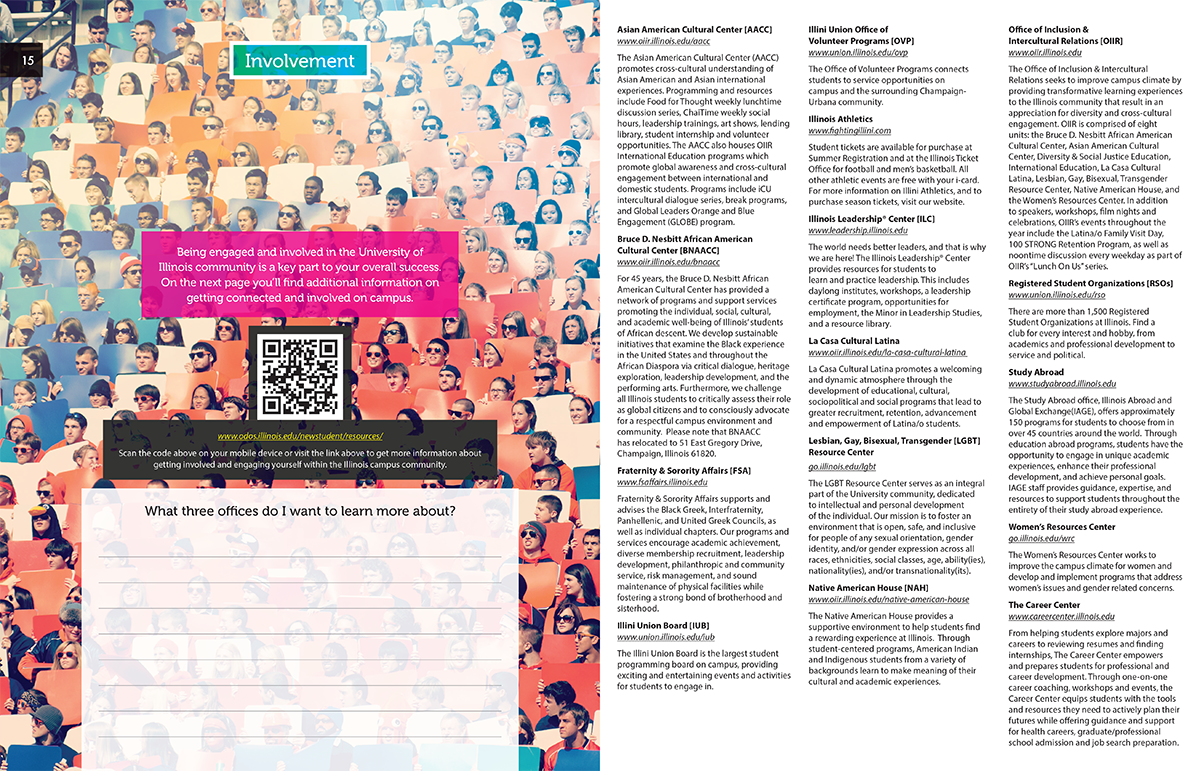 15
Involvement
Being engaged and involved in the University of
Illinois community is a key part to your overall success.
On the next page you'll find additional information on
getting connected and involved on campus.
www.odos.illinois.edu/newstudent/resources/
Scan the code above on your mobile device or visit the link above to get more information about
getting involved and engaging yourself within the Illinois campus community.
What three offices do I want to learn more about?
Asian American Cultural Center [AACC]
www.oiir.illinois.edu/aacc
The Asian American Cultural Center (AACC)
promotes cross-cultural understanding of
Asian American and Asian international
experiences. Programming and resources
include Food for Thought weekly lunchtime
discussion series, ChaiTime weekly social
hours, leadership trainings, art shows, lending
library, student internship and volunteer
opportunities. The AACC also houses OIIR
International Education programs which
promote global awareness and cross-cultural
engagement between international and
domestic students. Programs include iCU
intercultural dialogue series, break programs,
and Global Leaders Orange and Blue
Engagement (GLOBE) program.
Bruce D. Nesbitt African American
Cultural Center [BNAACC]
www.oiir.illinois.edu/bnaacc
For 45 years, the Bruce D. Nesbitt African
American Cultural Center has provided a
network of programs and support services
promoting the individual, social, cultural,
and academic well-being of Illinois' students
of African descent. We develop sustainable
initiatives that examine the Black experience
in the United States and throughout the
African Diaspora via critical dialogue, heritage
exploration, leadership development, and the
performing arts. Furthermore, we challenge
all Illinois students to critically assess their role
as global citizens and to consciously advocate
for a respectful campus environment and
community. Please note that BNAACC
has relocated to 51 East Gregory Drive,
Champaign, Illinois 61820.
Fraternity & Sorority Affairs [FSA]
www.fsaffairs.illinois.edu
Fraternity & Sorority Affairs supports and
advises the Black Greek, Interfraternity,
Panhellenic, and United Greek Councils, as
well as individual chapters. Our programs and
services encourage academic achievement,
diverse membership recruitment, leadership
development, philanthropic and community
service, risk management, and sound
maintenance of physical facilities while
fostering a strong bond of brotherhood and
sisterhood.
Illini Union Board [IUB]
www.union.illinois.edu/iub
The Illini Union Board is the largest student
programming board on campus, providing
exciting and entertaining events and activities
for students to engage in.
Illini Union Office of
Volunteer Programs [OVP]
www.union.illinois.edu/ovp
The Office of Volunteer Programs connects
students to service opportunities on
campus and the surrounding Champaign-
Urbana community.
Illinois Athletics
www.fightingillini.com
Student tickets are available for purchase at
Summer Registration and at the Illinois Ticket
Office for football and men's basketball. All
other athletic events are free with your i-card.
For more information on Illini Athletics, and to
purchase season tickets, visit our website.
Illinois Leadership® Center [ILC]
www.leadership.illinois.edu
The world needs better leaders, and that is why
we are here! The Illinois Leadership® Center
provides resources for students to
learn and practice leadership. This includes
daylong institutes, workshops, a leadership
certificate program, opportunities for
employment, the Minor in Leadership Studies,
and a resource library.
La Casa Cultural Latina
www.oiir.illinois.edu/la-casa-cultural-latina
La Casa Cultural Latina promotes a welcoming
and dynamic atmosphere through the
development of educational, cultural,
sociopolitical and social programs that lead to
greater recruitment, retention, advancement
and empowerment of Latina/o students.
Lesbian, Gay, Bisexual, Transgender [LGBT]
Resource Center
go.illinois.edu/lgbt
The LGBT Resource Center serves as an integral
part of the University community, dedicated
to intellectual and personal development
of the individual. Our mission is to foster an
environment that is open, safe, and inclusive
for people of any sexual orientation, gender
identity, and/or gender expression across all
races, ethnicities, social classes, age, ability(ies),
nationality(ies), and/or transnationality(its).
Native American House [NAH]
www.oiir.illinois.edu/native-american-house
The Native American House provides a
supportive environment to help students find
a rewarding experience at Illinois. Through
student-centered programs, American Indian
and Indigenous students from a variety of
backgrounds learn to make meaning of their
cultural and academic experiences.
Office of Inclusion &
Intercultural Relations [OIIR]
www.oiir.illinois.edu
The Office of Inclusion & Intercultural
Relations seeks to improve campus climate by
providing transformative learning experiences
to the Illinois community that result in an
appreciation for diversity and cross-cultural
engagement. OIIR is comprised of eight
units: the Bruce D. Nesbitt African American
Cultural Center, Asian American Cultural
Center, Diversity & Social Justice Education,
International Education, La Casa Cultural
Latina, Lesbian, Gay, Bisexual, Transgender
Resource Center, Native American House, and
the Women's Resources Center. In addition
to speakers, workshops, film nights and
celebrations, OIIR's events throughout the
year include the Latina/o Family Visit Day,
100 STRONG Retention Program, as well as
noontime discussion every weekday as part of
OIIR's "Lunch On Us" series.
Registered Student Organizations [RSOs]
www.union.illinois.edu/rso
There are more than 1,500 Registered
Student Organizations at Illinois. Find a
club for every interest and hobby, from
academics and professional development to
service and political.
Study Abroad
www.studyabroad.illinois.edu
The Study Abroad office, Illinois Abroad and
Global Exchange(IAGE), offers approximately
150 programs for students to choose from in
over 45 countries around the world. Through
education abroad programs, students have the
opportunity to engage in unique academic
experiences, enhance their professional
development, and achieve personal goals.
IAGE staff provides guidance, expertise, and
resources to support students throughout the
entirety of their study abroad experience.
Women's Resources Center
go.illinois.edu/wrc
The Women's Resources Center works to
improve the campus climate for women and
develop and implement programs that address
women's issues and gender related concerns.
The Career Center
www.careercenter.illinois.edu
From helping students explore majors and
careers to reviewing resumes and finding
internships, The Career Center empowers
and prepares students for professional and
career development. Through one-on-one
career coaching, workshops and events, the
Career Center equips students with the tools
and resources they need to actively plan their
futures while offering guidance and support
for health careers, graduate/professional
school admission and job search preparation.